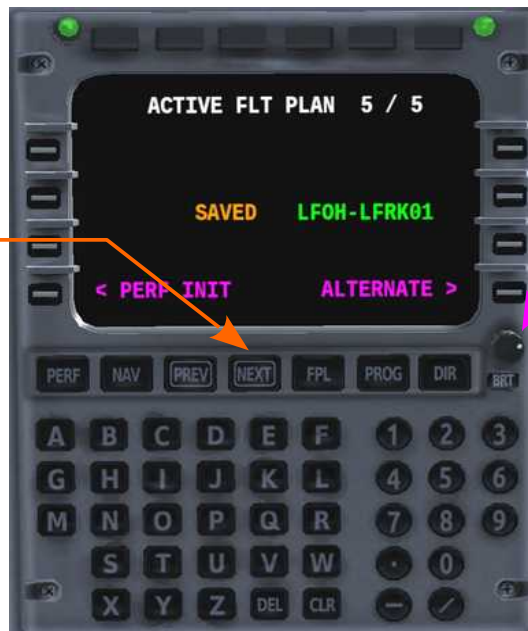 ACTIVE FLT PLAN 5 / 5
SAVED LFOH-LFRK01
< PERF INIT ALTERNATE >
PERF NAV PREV NEXT FPL PROG DIR BRT
A B C D E F 1 2 3
G H I J K L 4 5 6
M N O P Q R 7 8 9
S T U V W · 0
X Y Z DEL CLR — /